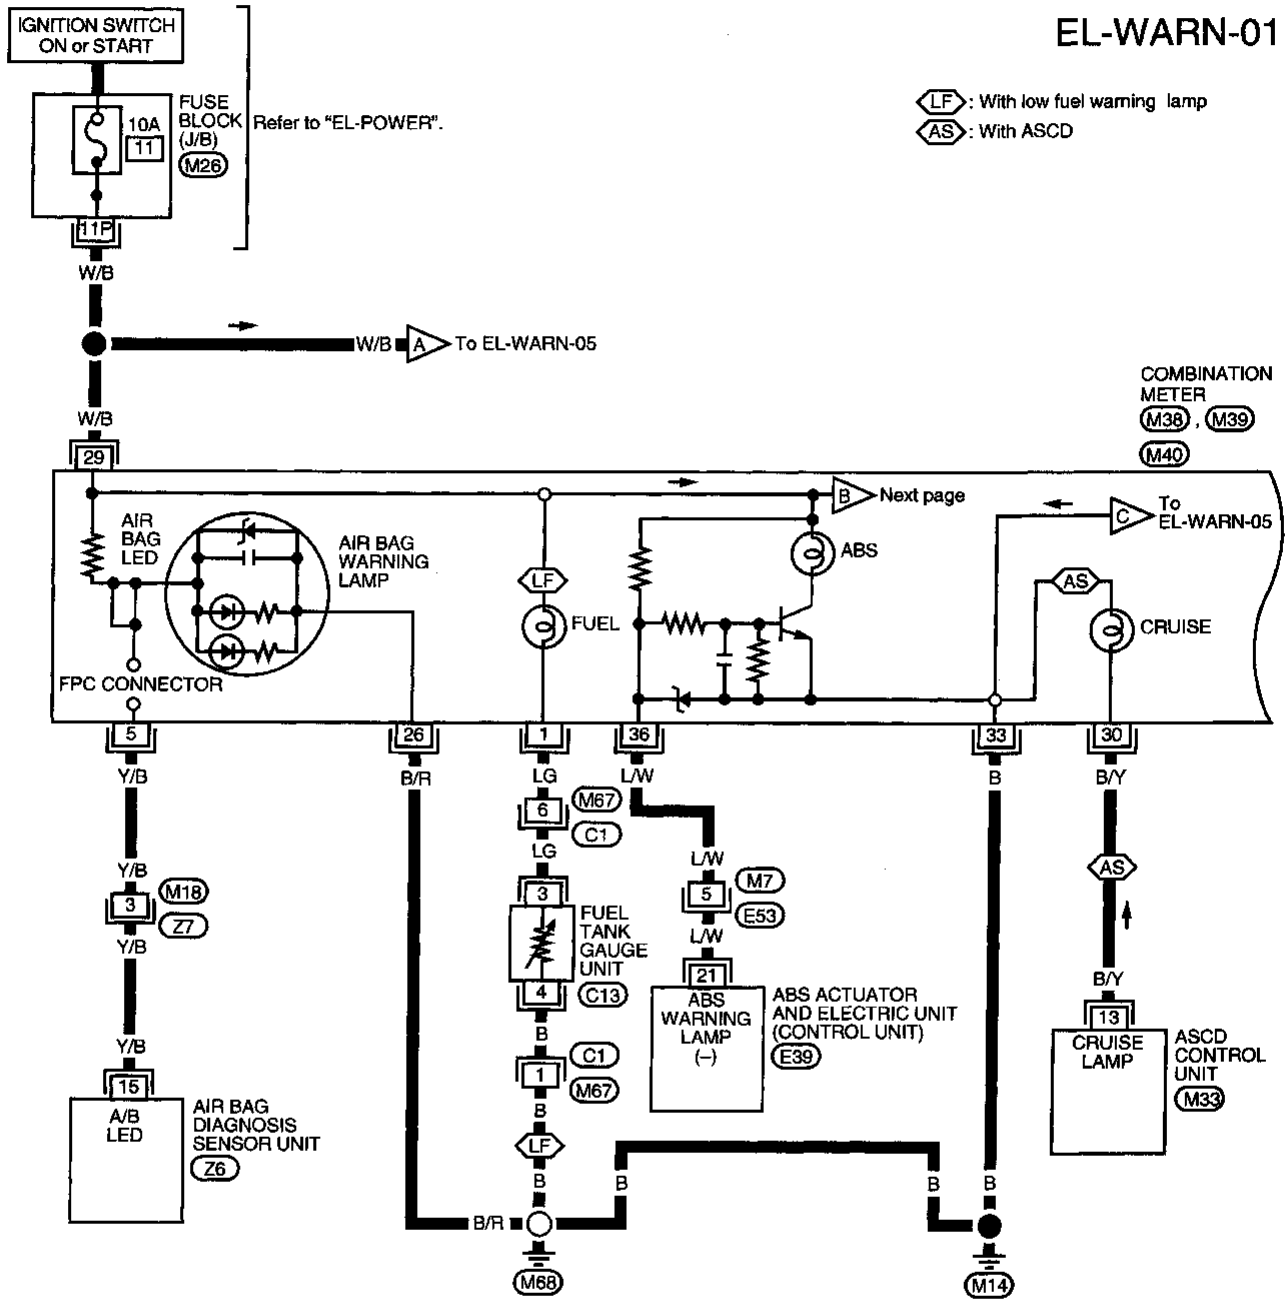 EL-WARN-01
IGNITION SWITCH
ON or START
FUSE
BLOCK
(J/B)
M26
10A
11
Refer to "EL-POWER".
LF : With low fuel warning lamp
AS : With ASCD
11P
W/B
W/B
A
To EL-WARN-05
W/B
29
COMBINATION
METER
M38 , M39
M40
B
Next page
C
To
EL-WARN-05
AIR
BAG
LED
AIR BAG
WARNING
LAMP
LF
FUEL
ABS
AS
CRUISE
FPC CONNECTOR
5
26
1
36
33
30
Y/B
B/R
LG
L/W
B
B/Y
6
M67
C1
LG
Y/B
3
M18
Z7
Y/B
3
FUEL
TANK
GAUGE
UNIT
C13
4
L/W
5
M7
E53
L/W
21
ABS
WARNING
LAMP
(–)
ABS ACTUATOR
AND ELECTRIC UNIT
(CONTROL UNIT)
E39
AS
B/Y
13
CRUISE
LAMP
ASCD
CONTROL
UNIT
M33
B
1
C1
M67
B
LF
B
Y/B
15
A/B
LED
AIR BAG
DIAGNOSIS
SENSOR UNIT
Z6
B/R
B
B
B
M68
M14